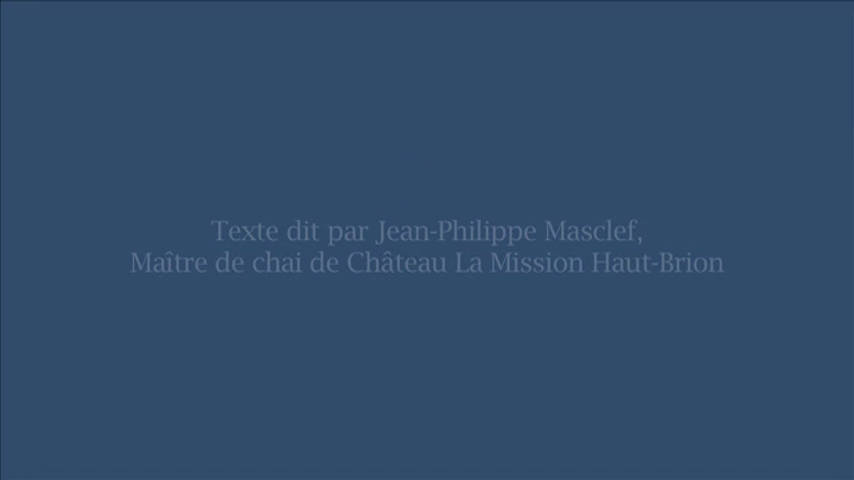 Texte dit par Jean-Philippe Masclef,
Maître de chai de Château La Mission Haut-Brion